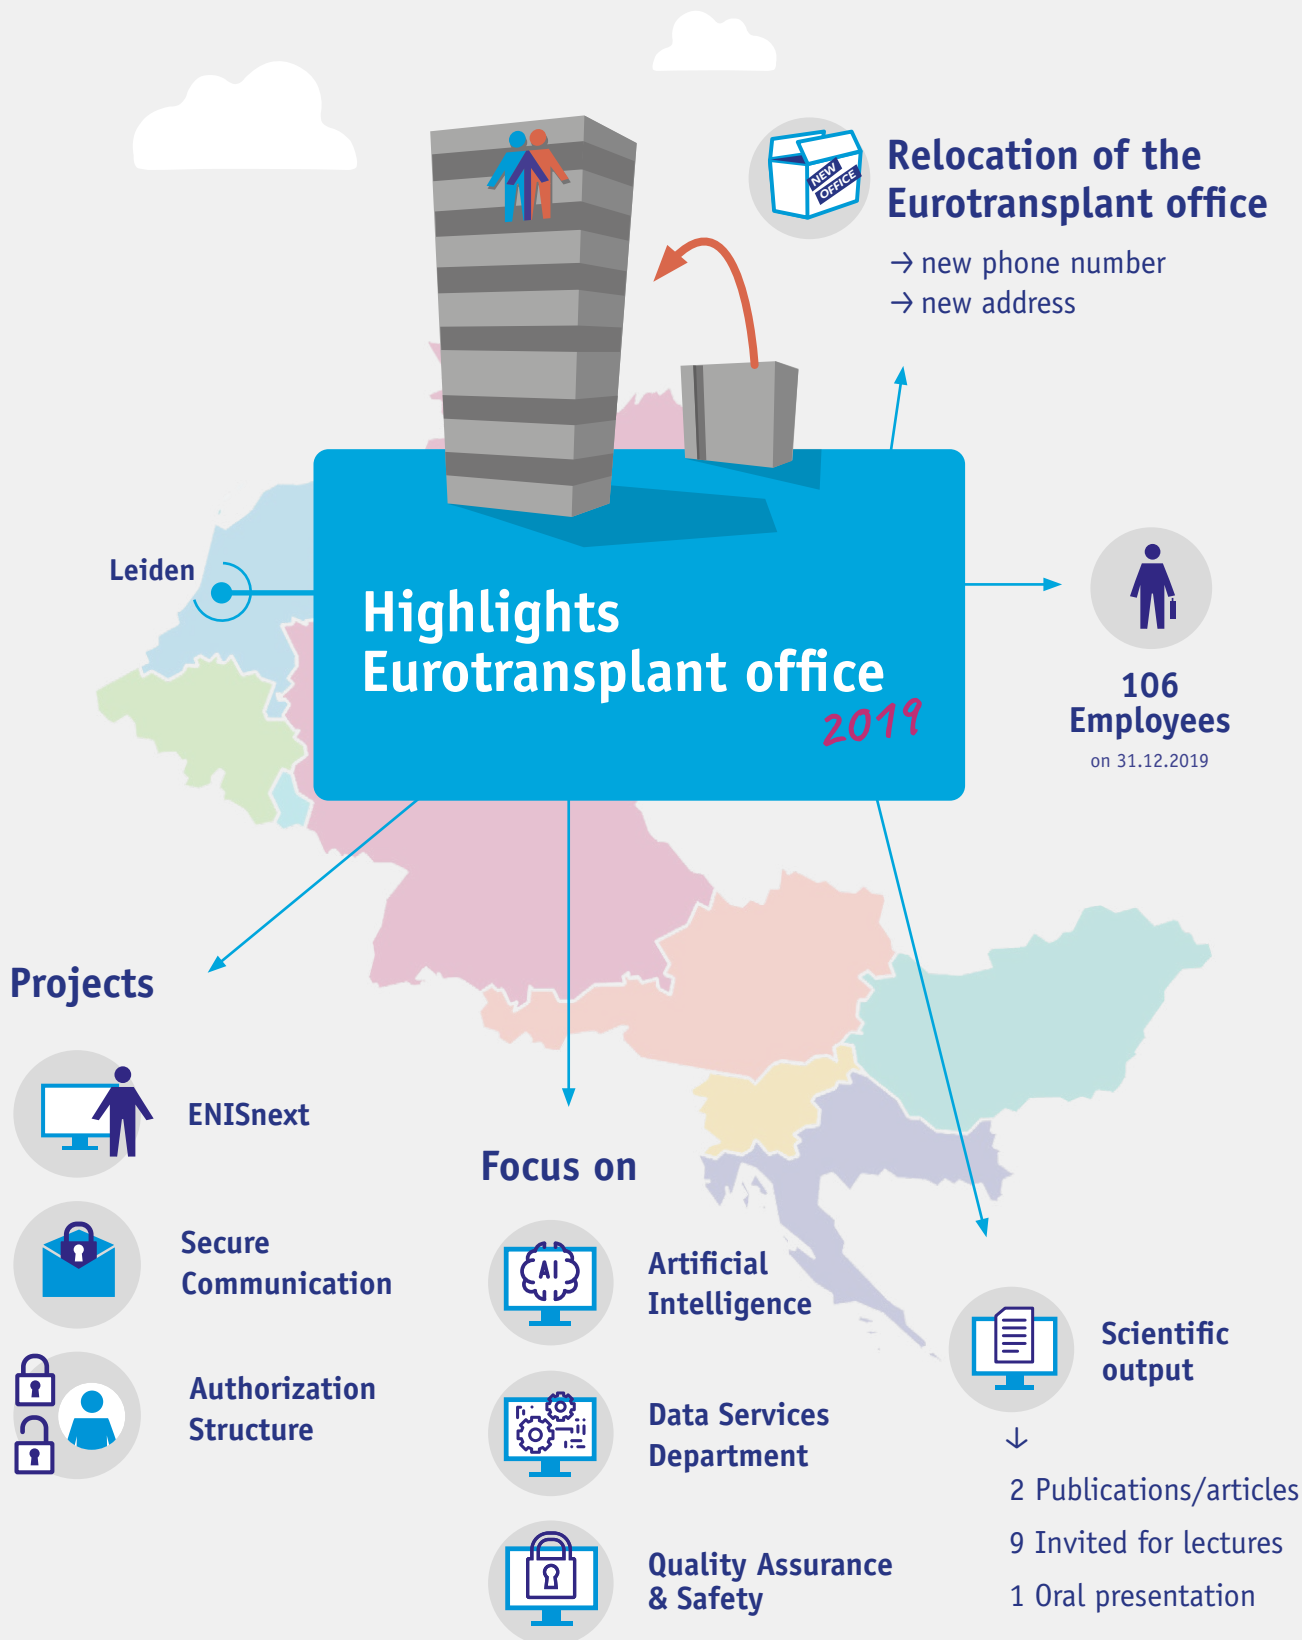 NEW
OFFICE
Relocation of the
Eurotransplant office
→ new phone number
→ new address
Leiden
Highlights
Eurotransplant office
2019
106
Employees
on 31.12.2019
Projects
ENISnext
Secure
Communication
Authorization
Structure
Focus on
AI
Artificial
Intelligence
Data Services
Department
Quality Assurance
& Safety
Scientific
output
↓
2 Publications/articles
9 Invited for lectures
1 Oral presentation